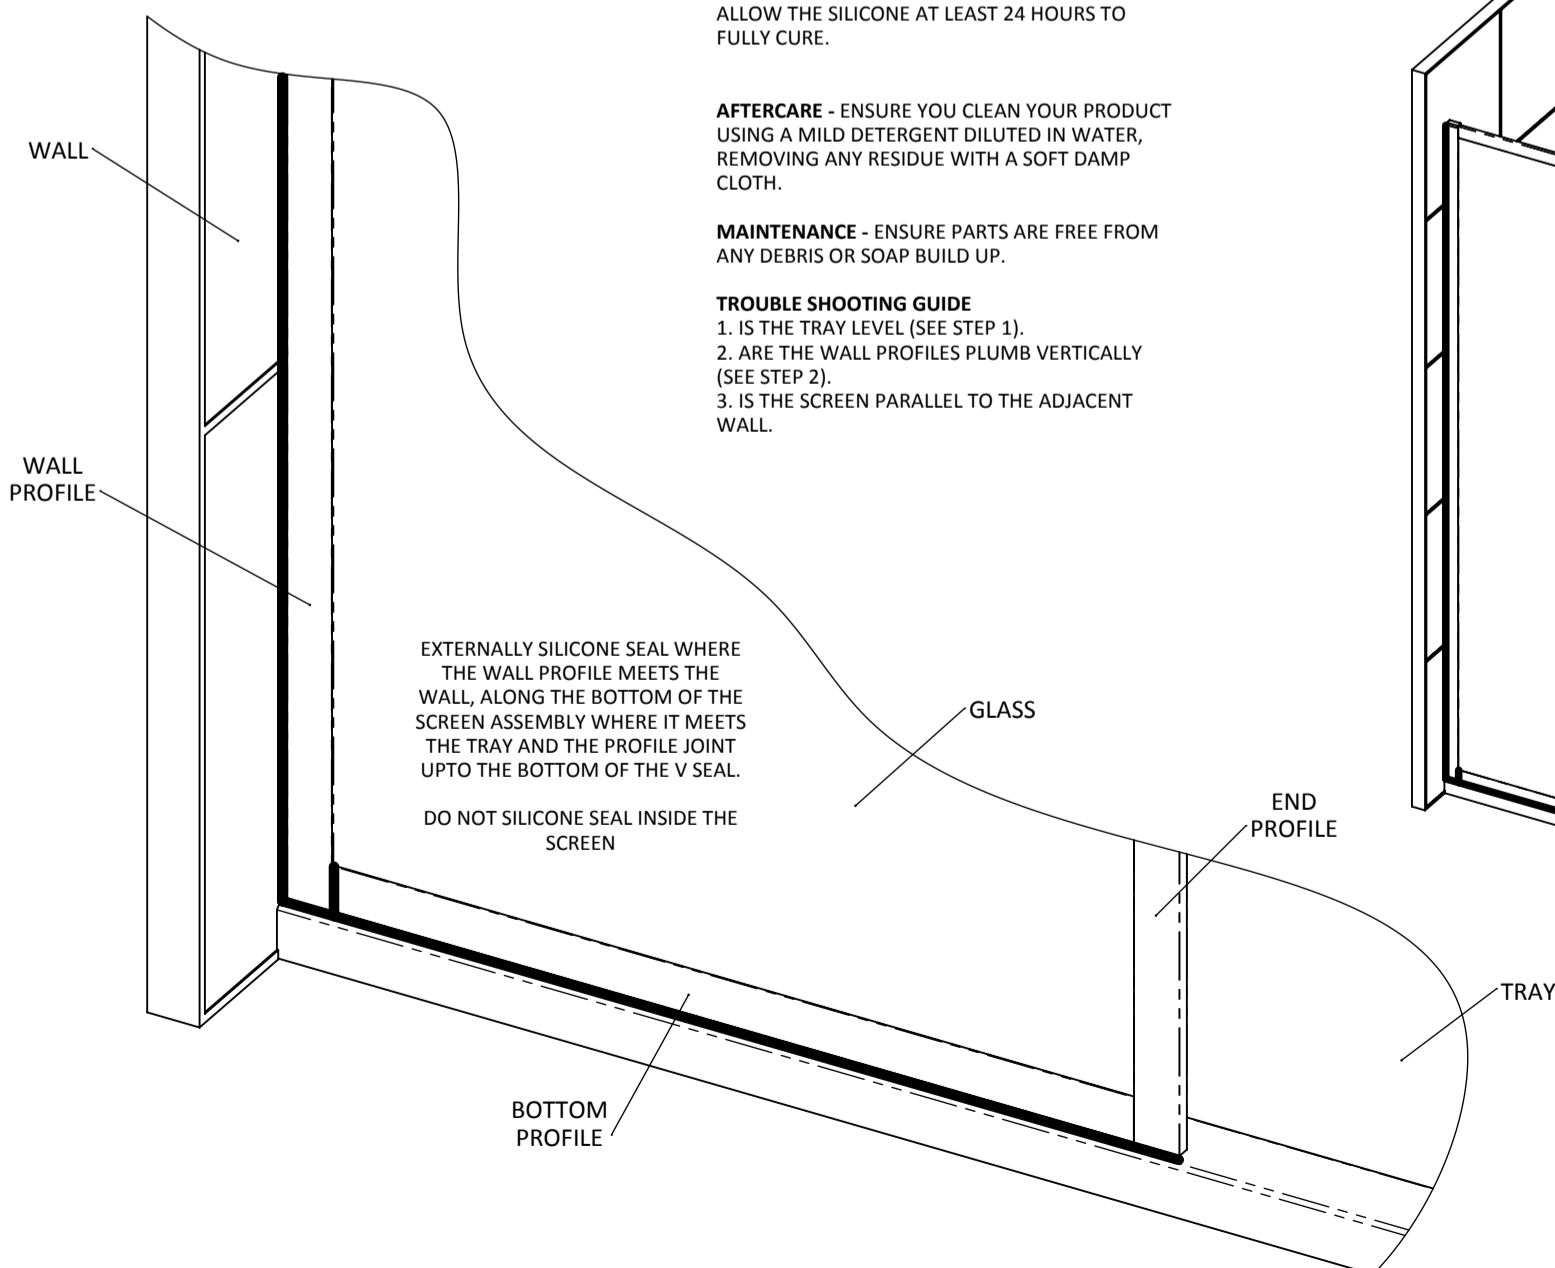 ALLOW THE SILICONE AT LEAST 24 HOURS TO
FULLY CURE.
AFTERCARE - ENSURE YOU CLEAN YOUR PRODUCT
USING A MILD DETERGENT DILUTED IN WATER,
REMOVING ANY RESIDUE WITH A SOFT DAMP
CLOTH.
MAINTENANCE - ENSURE PARTS ARE FREE FROM
ANY DEBRIS OR SOAP BUILD UP.
TROUBLE SHOOTING GUIDE
1. IS THE TRAY LEVEL (SEE STEP 1).
2. ARE THE WALL PROFILES PLUMB VERTICALLY
(SEE STEP 2).
3. IS THE SCREEN PARALLEL TO THE ADJACENT
WALL.
WALL
WALL
PROFILE
EXTERNALLY SILICONE SEAL WHERE
THE WALL PROFILE MEETS THE
WALL, ALONG THE BOTTOM OF THE
SCREEN ASSEMBLY WHERE IT MEETS
THE TRAY AND THE PROFILE JOINT
UPTO THE BOTTOM OF THE V SEAL.
DO NOT SILICONE SEAL INSIDE THE
SCREEN
GLASS
END
PROFILE
TRAY
BOTTOM
PROFILE